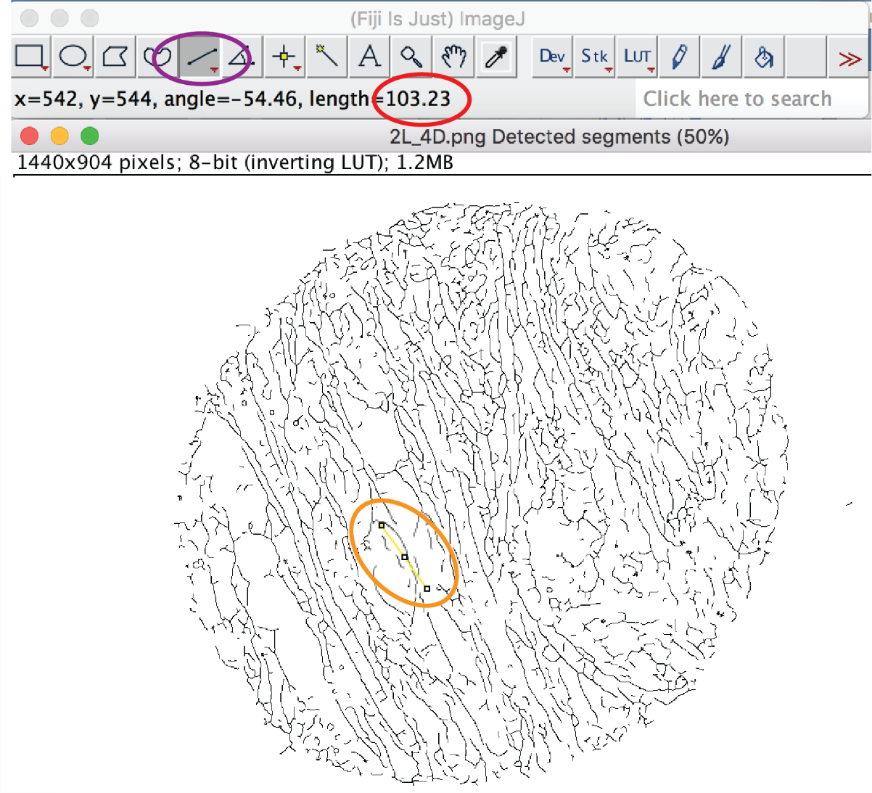 (Fiji Is Just) ImageJ
A Dev Stk LUT
x=542, y=544, angle=-54.46, length=103.23 Click here to search
2L_4D.png Detected segments (50%)
1440x904 pixels; 8-bit (inverting LUT); 1.2MB